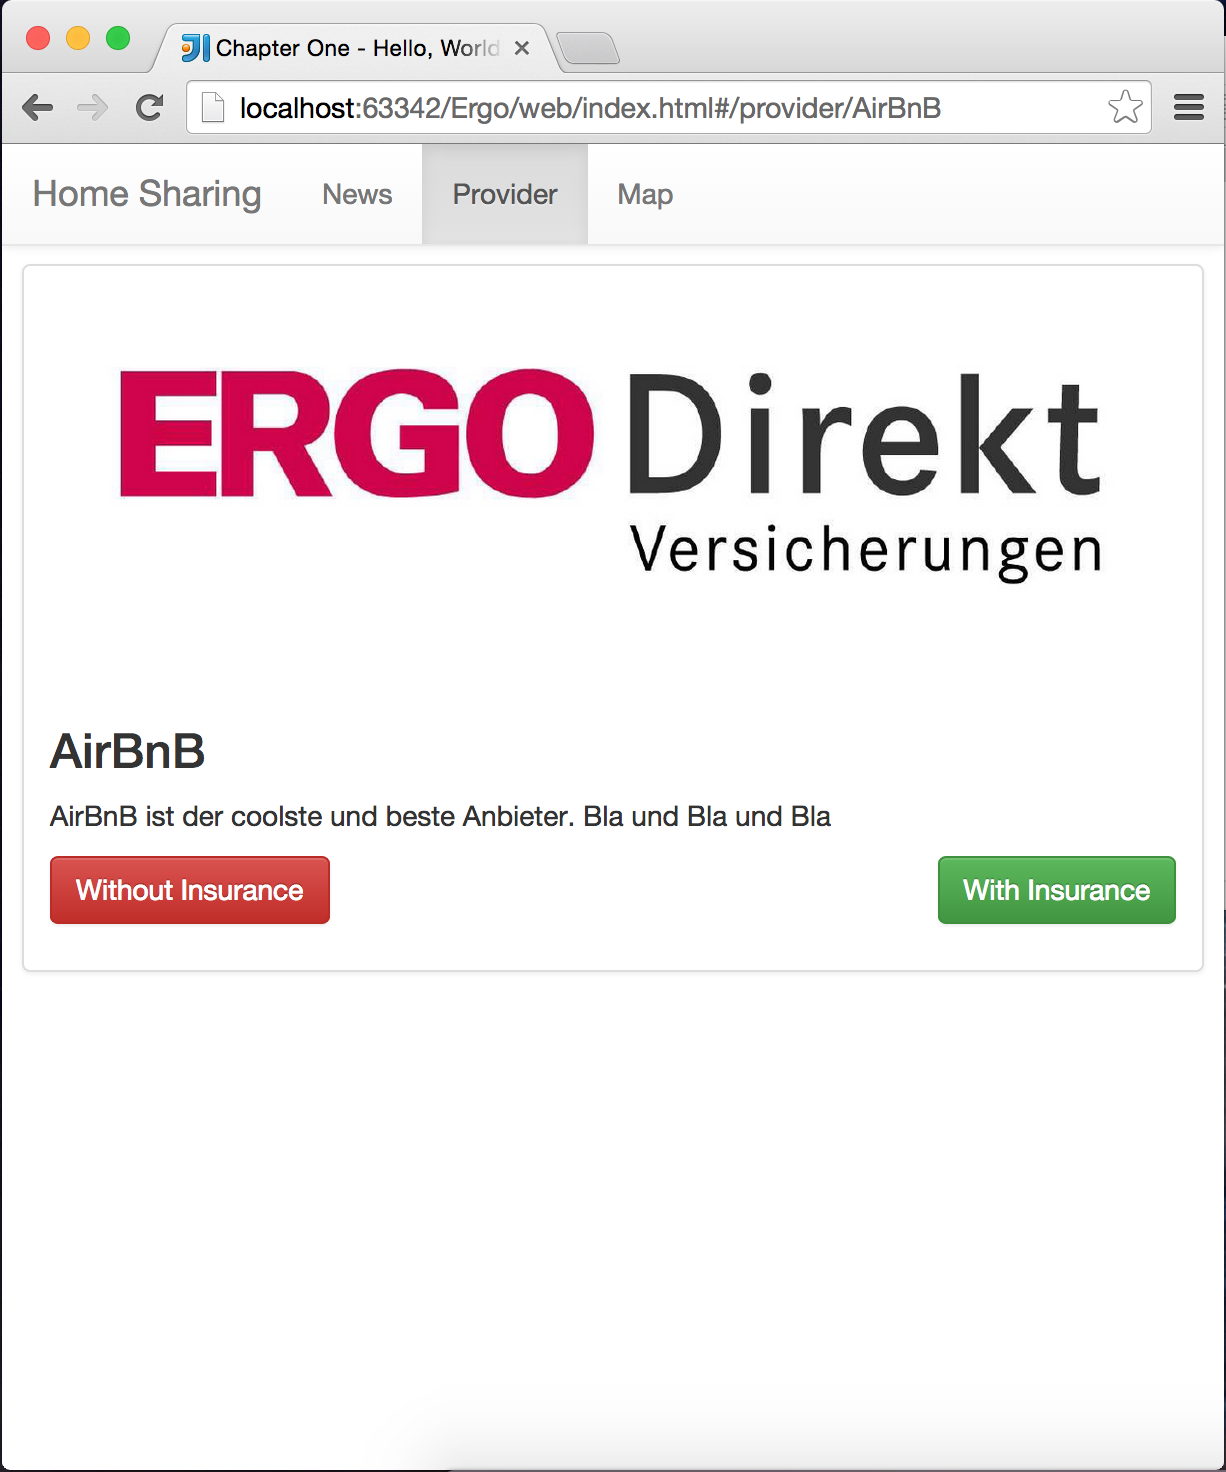 Chapter One - Hello, World
localhost:63342/Ergo/web/index.html#/provider/AirBnB
Home Sharing News Provider Map
ERGO Direkt
Versicherungen
AirBnB
AirBnB ist der coolste und beste Anbieter. Bla und Bla und Bla
Without Insurance With Insurance